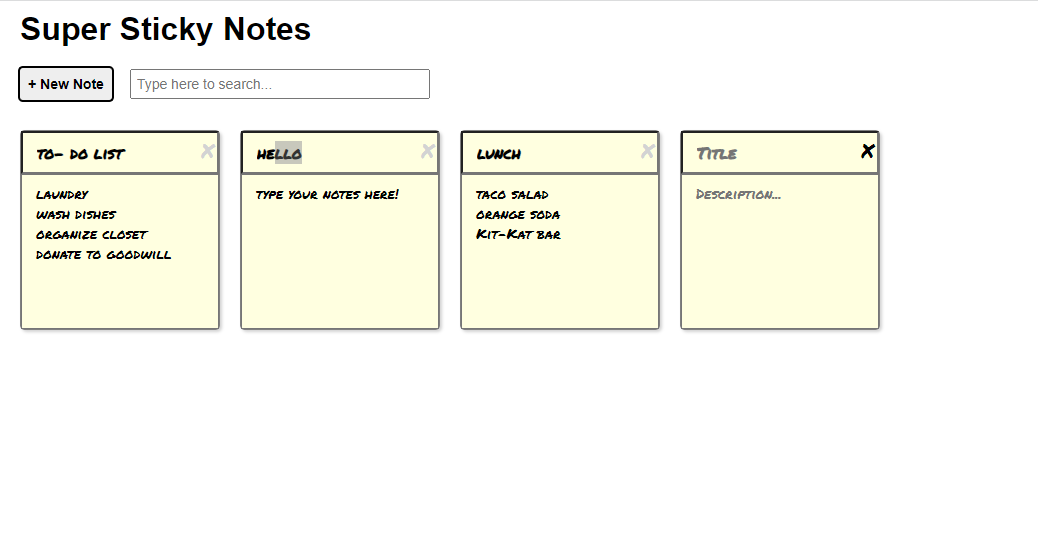 Super Sticky Notes
+ New Note
Type here to search...
TO- DO LIST X
LAUNDRY
WASH DISHES
ORGANIZE CLOSET
DONATE TO GOODWILL
HELLO X
TYPE YOUR NOTES HERE!
LUNCH X
TACO SALAD
ORANGE SODA
KIT-KAT BAR
TITLE X
DESCRIPTION...